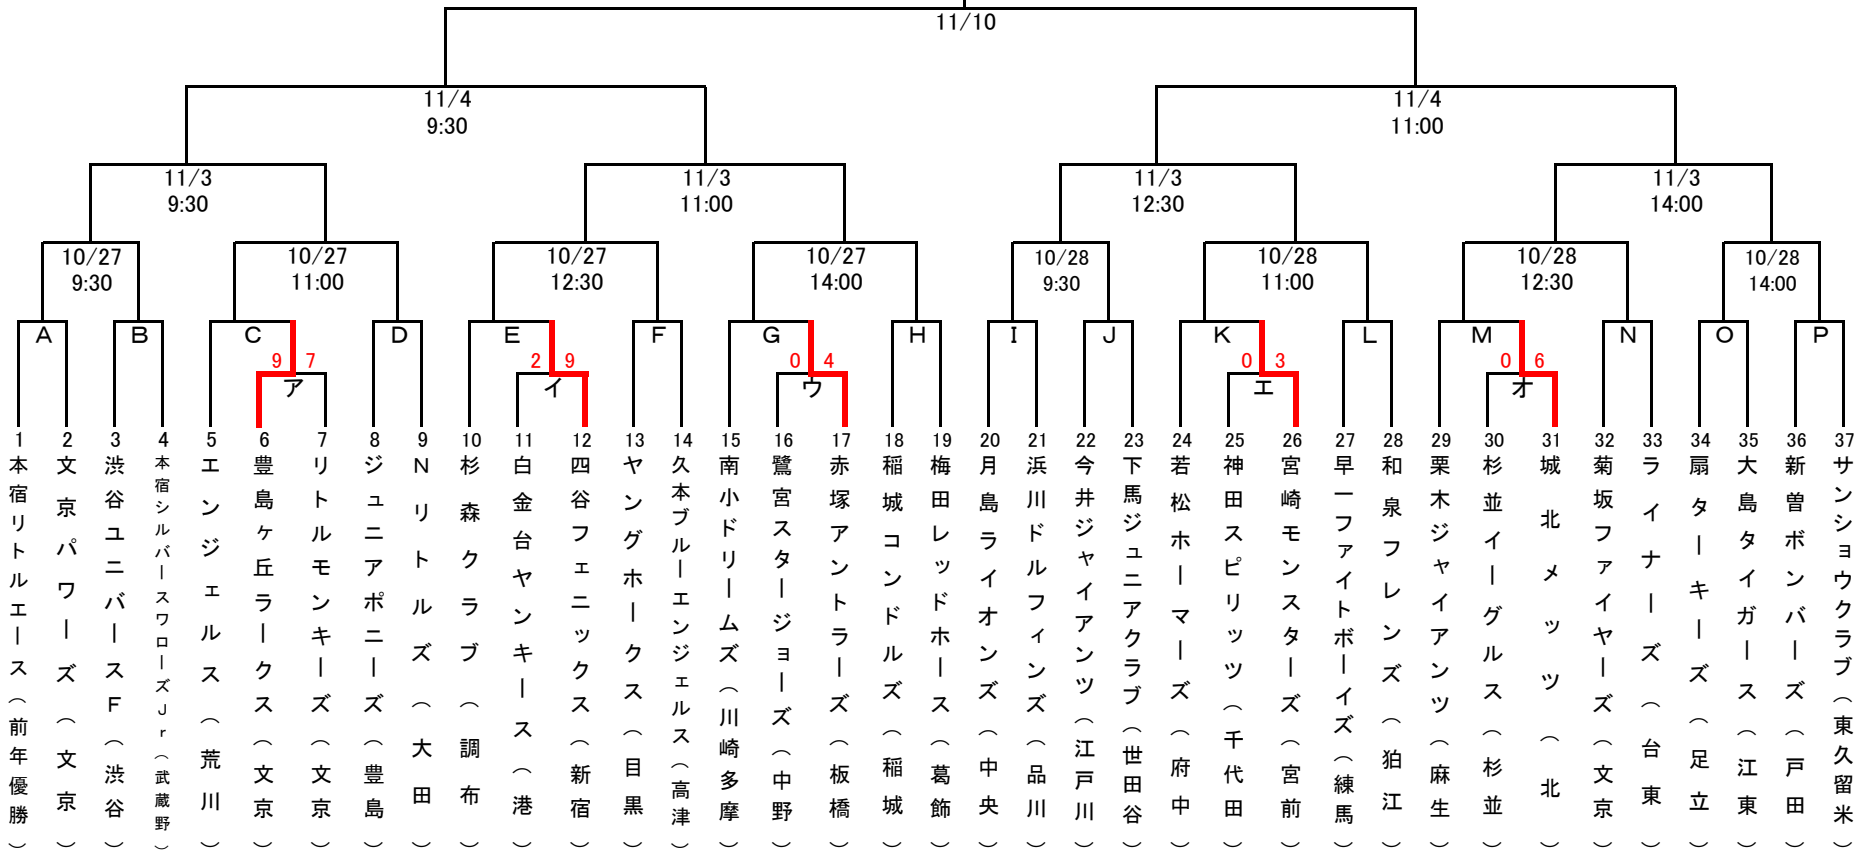 11/10
11/4
9:30
11/4
11:00
11/3
9:30
11/3
11:00
11/3
12:30
11/3
14:00
10/27
9:30
10/27
11:00
10/27
12:30
10/27
14:00
10/28
9:30
10/28
11:00
10/28
12:30
10/28
14:00
A
B
C
D
E
F
G
H
I
J
K
L
M
N
O
P
9 7
ア
2 9
イ
0 4
ウ
0 3
エ
0 6
オ
1 本宿リトルエース(前年優勝)
2 文京パワーズ(文京)
3 渋谷ユニバースF(渋谷)
4 本宿シルバースワローズJr(武蔵野)
5 エンジェルス(荒川)
6 豊島ヶ丘ラークス(文京)
7 リトルモンキーズ(文京)
8 ジュニアポニーズ(豊島)
9 Nリトルズ(大田)
10 杉森クラブ(調布)
11 白金台ヤンキース(港)
12 四谷フェニックス(新宿)
13 ヤングホークス(目黒)
14 久本ブルーエンジェルス(高津)
15 南小ドリームズ(川崎多摩)
16 鷺宮スタージョーズ(中野)
17 赤塚アントラーズ(板橋)
18 稲城コンドルズ(稲城)
19 梅田レッドホース(葛飾)
20 月島ライオンズ(中央)
21 浜川ドルフィンズ(品川)
22 今井ジャイアンツ(江戸川)
23 下馬ジュニアクラブ(世田谷)
24 若松ホーマーズ(府中)
25 神田スピリッツ(千代田)
26 宮崎モンスターズ(宮前)
27 早一ファイトボーイズ(練馬)
28 和泉フレンズ(狛江)
29 栗木ジャイアンツ(麻生)
30 杉並イーグルス(杉並)
31 城北メッツ(北)
32 菊坂ファイヤーズ(文京)
33 ライナーズ(台東)
34 扇ターキーズ(足立)
35 大島タイガース(江東)
36 新曽ボンバーズ(戸田)
37 サンショウクラブ(東久留米)